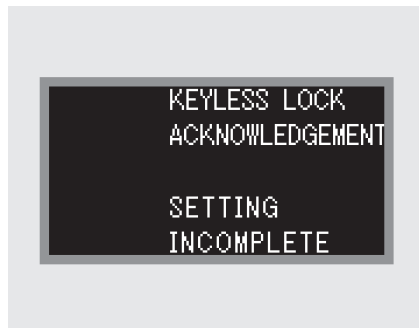 KEYLESS LOCK
ACKNOWLEDGEMENT
SETTING
INCOMPLETE